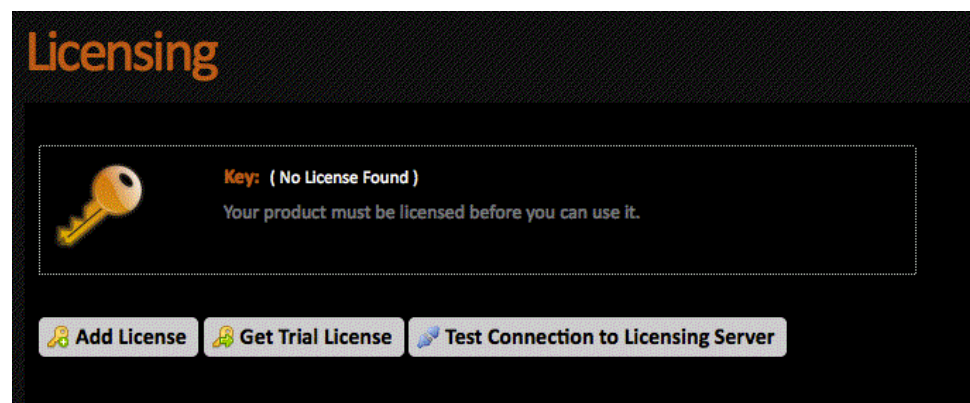 Licensing
Key: ( No License Found )
Your product must be licensed before you can use it.
Add License Get Trial License Test Connection to Licensing Server